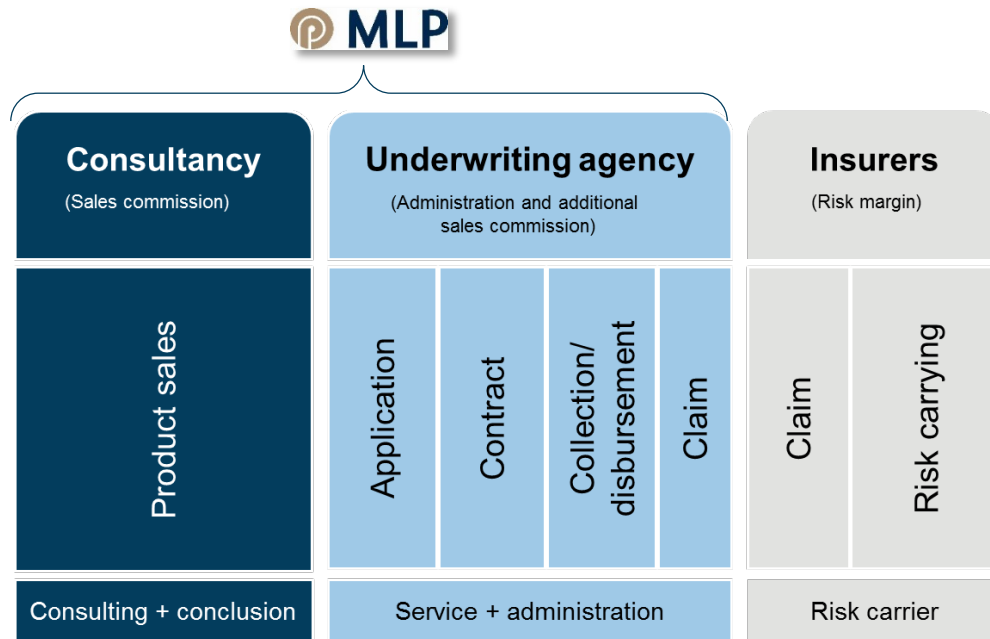 MLP
Consultancy
(Sales commission)
Underwriting agency
(Administration and additional
sales commission)
Insurers
(Risk margin)
Product sales
Application
Contract
Collection/
disbursement
Claim
Claim
Risk carrying
Consulting + conclusion
Service + administration
Risk carrier